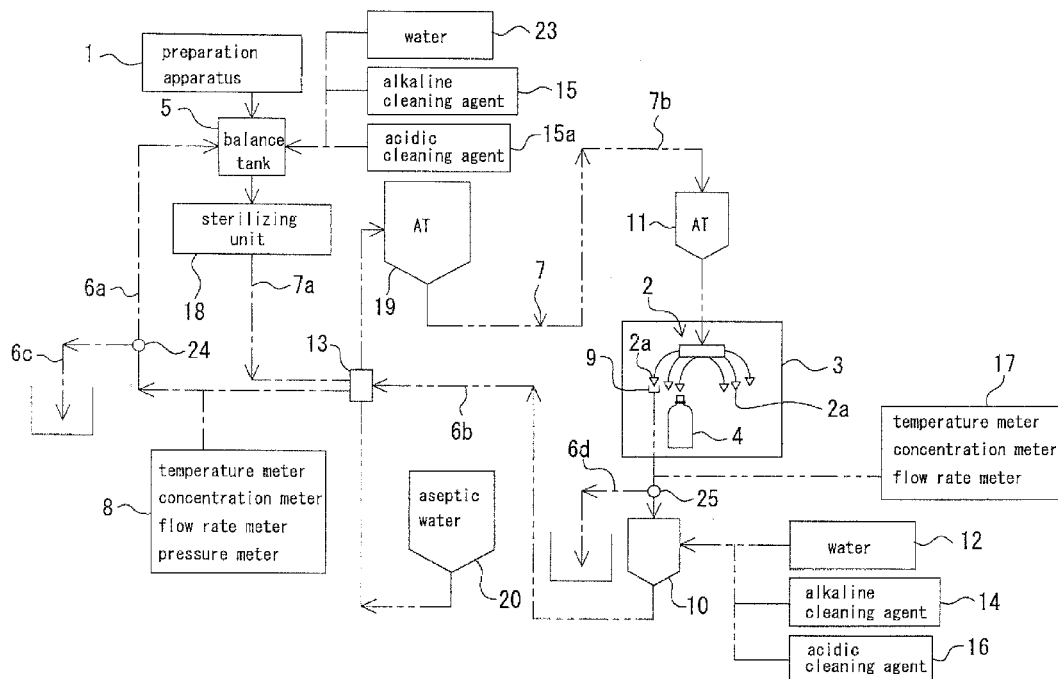 1
preparation
apparatus
5
balance
tank
water
23
alkaline
cleaning agent
15
acidic
cleaning agent
15a
7b
sterilizing
unit
18
AT
19
11
AT
6a
7a
7
2
6c
24
13
9
2a
3
17
2a
4
6b
temperature meter
concentration meter
flow rate meter
8
temperature meter
concentration meter
flow rate meter
pressure meter
aseptic
water
20
6d
25
10
water
12
alkaline
cleaning agent
14
acidic
cleaning agent
16